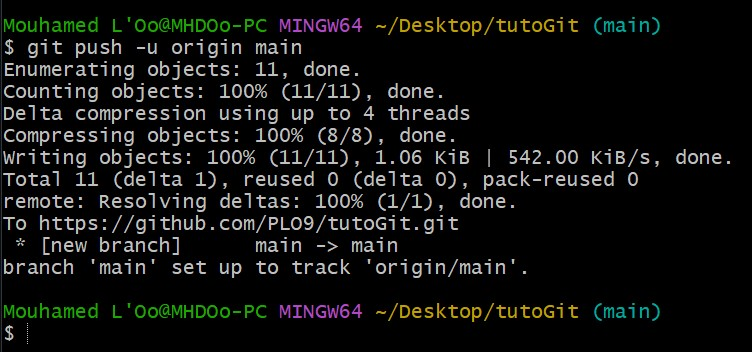 Mouhamed L'Oo@MHDOo-PC MINGW64 ~/Desktop/tutoGit (main)
$ git push -u origin main
Enumerating objects: 11, done.
Counting objects: 100% (11/11), done.
Delta compression using up to 4 threads
Compressing objects: 100% (8/8), done.
Writing objects: 100% (11/11), 1.06 KiB | 542.00 KiB/s, done.
Total 11 (delta 1), reused 0 (delta 0), pack-reused 0
remote: Resolving deltas: 100% (1/1), done.
To https://github.com/PLO9/tutoGit.git
 * [new branch]      main -> main
branch 'main' set up to track 'origin/main'.
Mouhamed L'Oo@MHDOo-PC MINGW64 ~/Desktop/tutoGit (main)
$